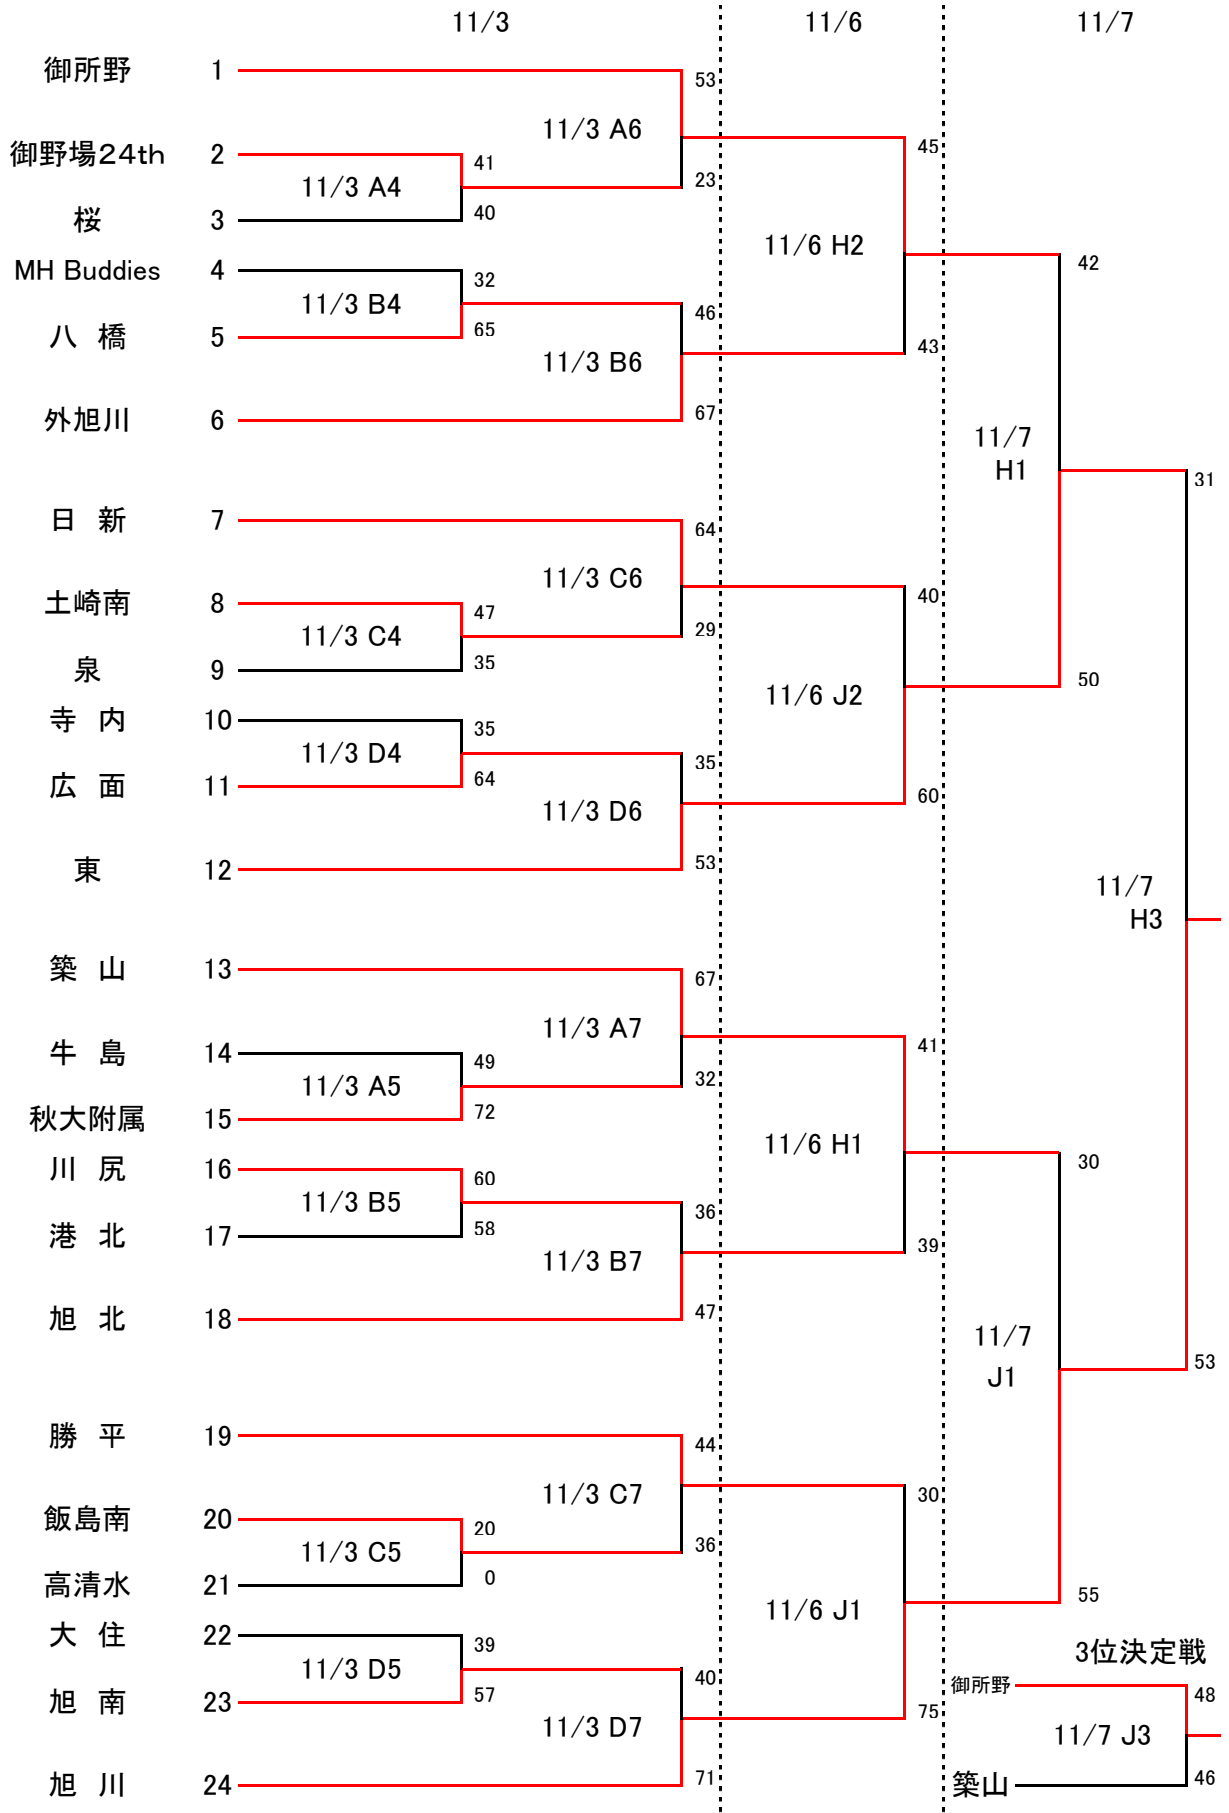 11/3 11/6 11/7
御所野 1 53
11/3 A6
御野場24th 2 41 45
11/3 A4 23
桜 3 40
11/6 H2
MH Buddies 4 32 42
11/3 B4 46
八 橋 5 65 43
11/3 B6
外旭川 6 67
11/7
H1
31
日 新 7 64
11/3 C6
土崎南 8 47 40
11/3 C4 29
泉 9 35
11/6 J2 50
寺 内 10 35
11/3 D4 35
広 面 11 64 60
11/3 D6
東 12 53
11/7
H3
築 山 13 67
11/3 A7
牛 島 14 49 41
11/3 A5 32
秋大附属 15 72
11/6 H1
川 尻 16 60 30
11/3 B5 36
港 北 17 58 39
11/3 B7
旭 北 18 47
11/7
J1
53
勝 平 19 44
11/3 C7
飯島南 20 20 30
11/3 C5 36
高清水 21 0
11/6 J1 55
大 住 22 39
11/3 D5 40
旭 南 23 57 75
11/3 D7
旭 川 24 71
3位決定戦
御所野 48
11/7 J3
築山 46